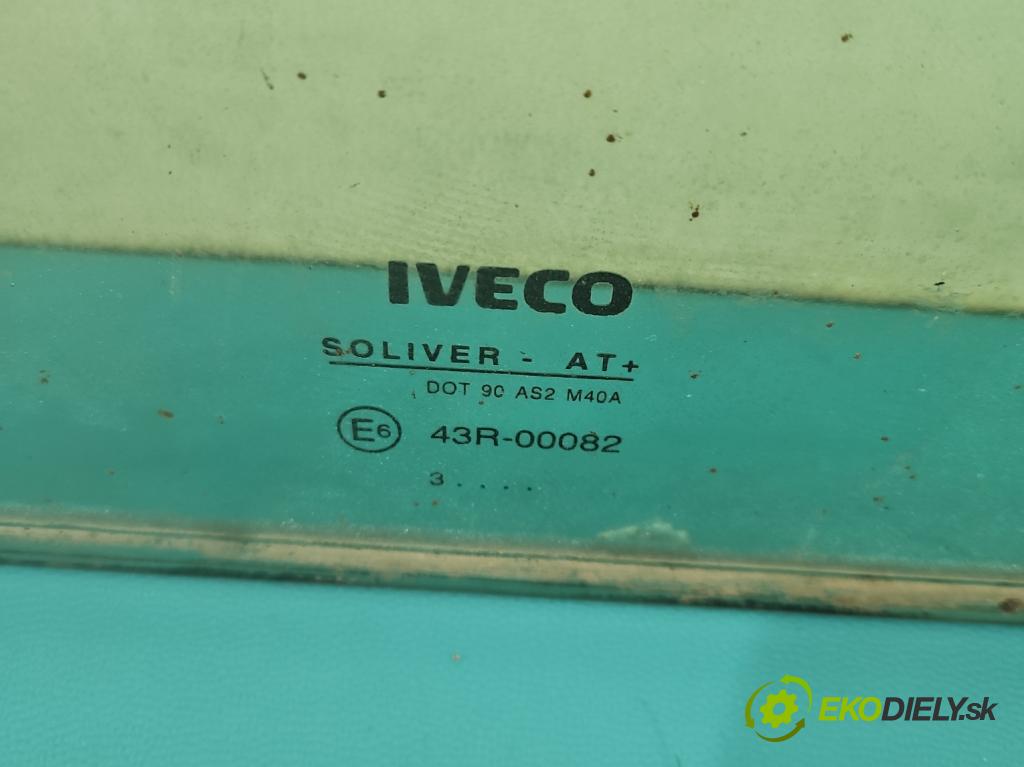 IVECO
SOLIVER - AT+
DOT 90 AS2 M40A
E6 43R-00082
3 . . . . .
EKODIELY.sk